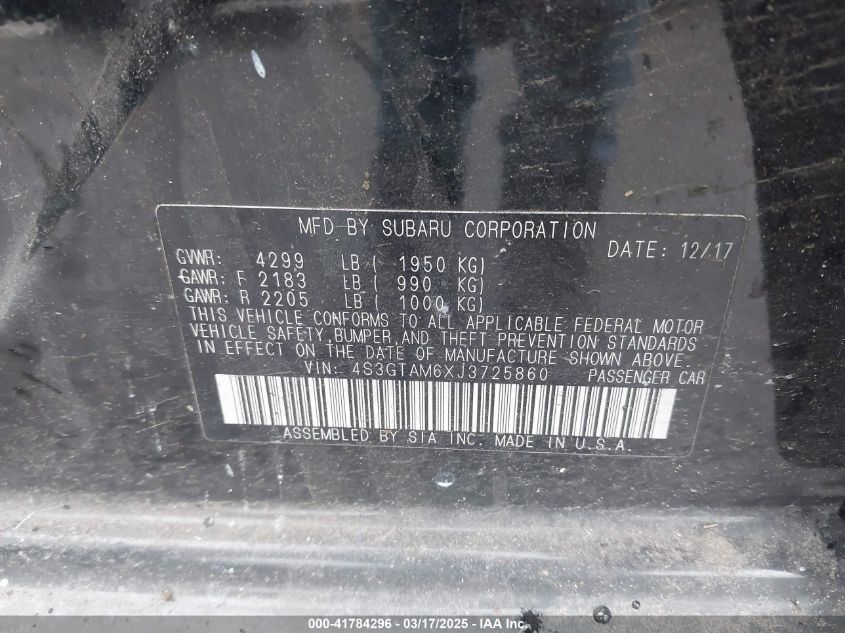 MFD BY SUBARU CORPORATION
DATE: 12/17
GVWR: 4299 LB ( 1950 KG)
GAWR: F 2183 LB ( 990 KG)
GAWR: R 2205 LB ( 1000 KG)
THIS VEHICLE CONFORMS TO ALL APPLICABLE FEDERAL MOTOR
VEHICLE SAFETY, BUMPER, AND THEFT PREVENTION STANDARDS
IN EFFECT ON THE DATE OF MANUFACTURE SHOWN ABOVE.
VIN: 4S3GTAM6XJ3725860 PASSENGER CAR
ASSEMBLED BY SIA INC. MADE IN U.S.A.
000-41784296 - 03/17/2025 - IAA Inc.